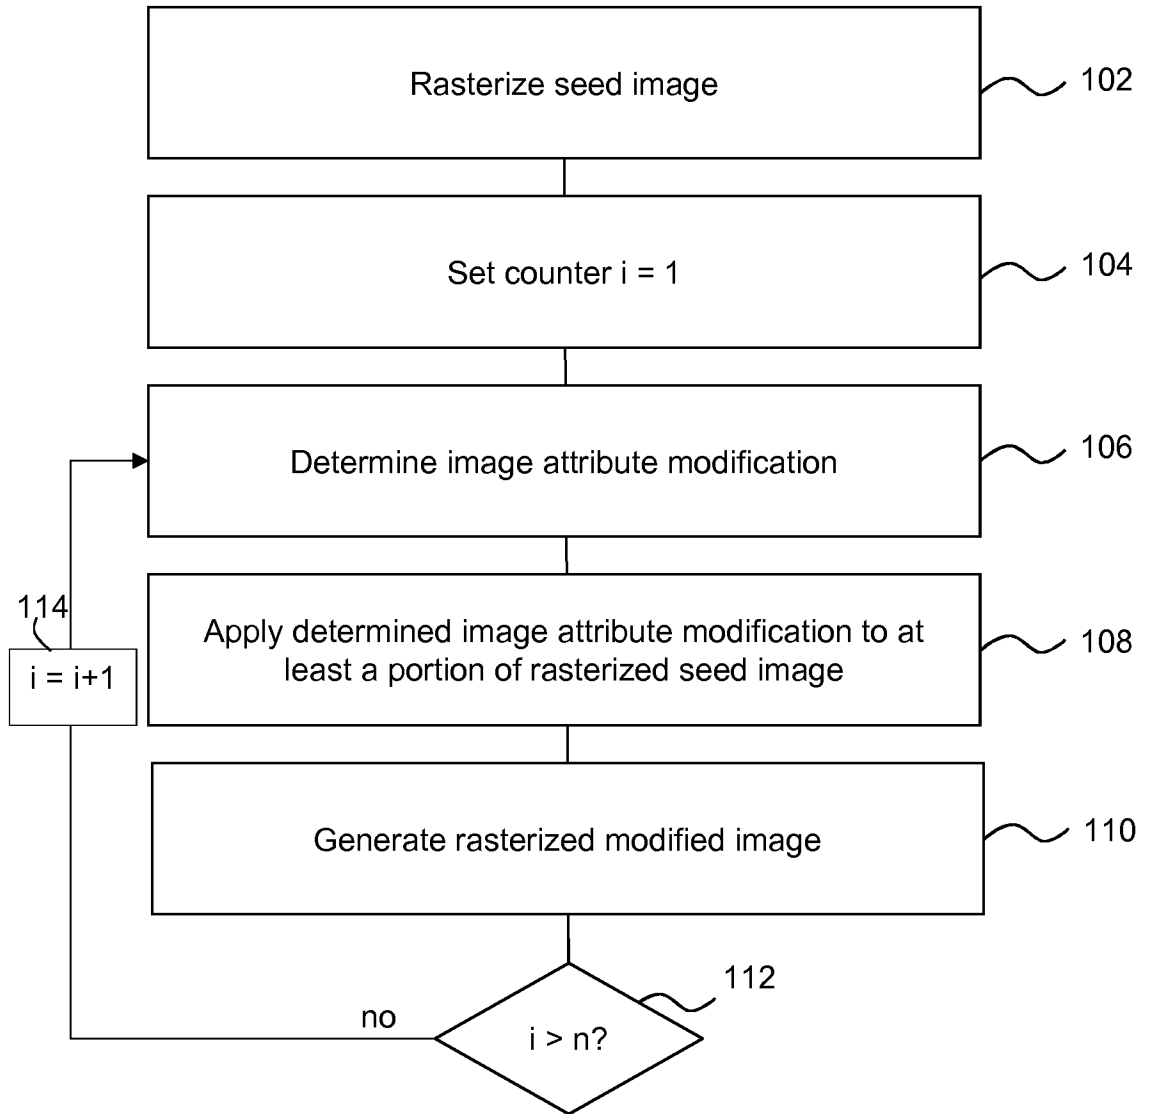 Rasterize seed image
102
Set counter i = 1
104
Determine image attribute modification
106
114
i = i+1
Apply determined image attribute modification to at
least a portion of rasterized seed image
108
Generate rasterized modified image
110
112
no
i > n?